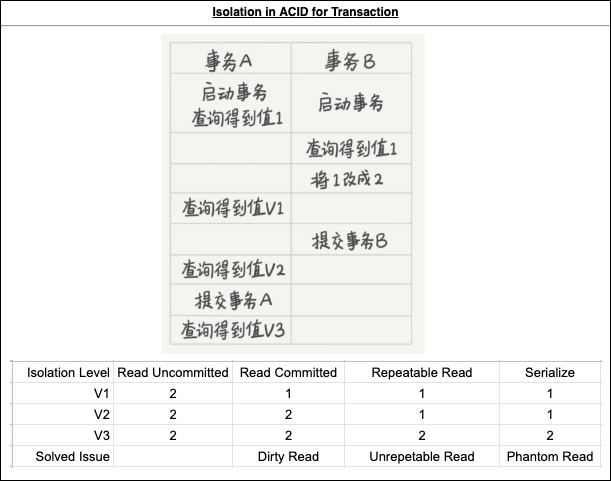 Isolation in ACID for Transaction
事务A 事务B
启动事务
查询得到值1 启动事务
查询得到值1
将1改成2
查询得到值V1
提交事务B
查询得到值V2
提交事务A
查询得到值V3
Isolation Level Read Uncommitted Read Committed Repeatable Read Serialize
V1 2 1 1 1
V2 2 2 1 1
V3 2 2 2 2
Solved Issue Dirty Read Unrepetable Read Phantom Read